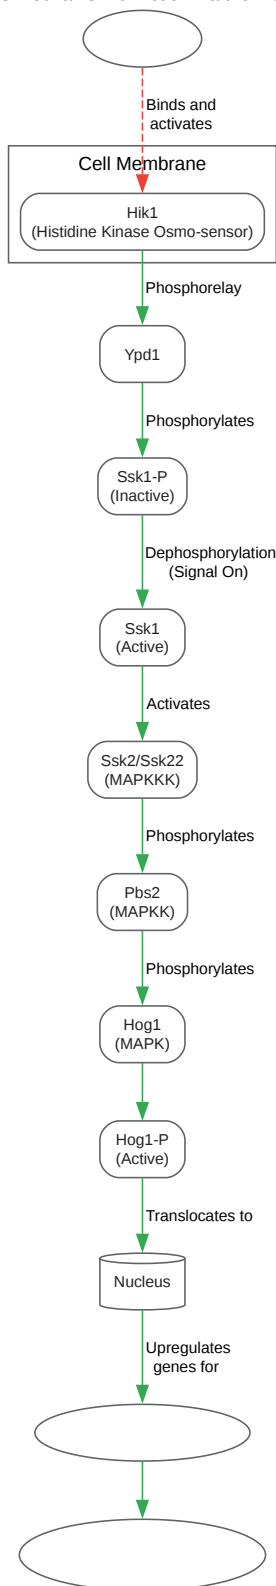 Binds and
activates
Cell Membrane
Hik1
(Histidine Kinase Osmo-sensor)
Phosphorelay
Ypd1
Phosphorylates
Ssk1-P
(Inactive)
Dephosphorylation
(Signal On)
Ssk1
(Active)
Activates
Ssk2/Ssk22
(MAPKKK)
Phosphorylates
Pbs2
(MAPKK)
Phosphorylates
Hog1
(MAPK)
Hog1-P
(Active)
Translocates to
Nucleus
Upregulates
genes for